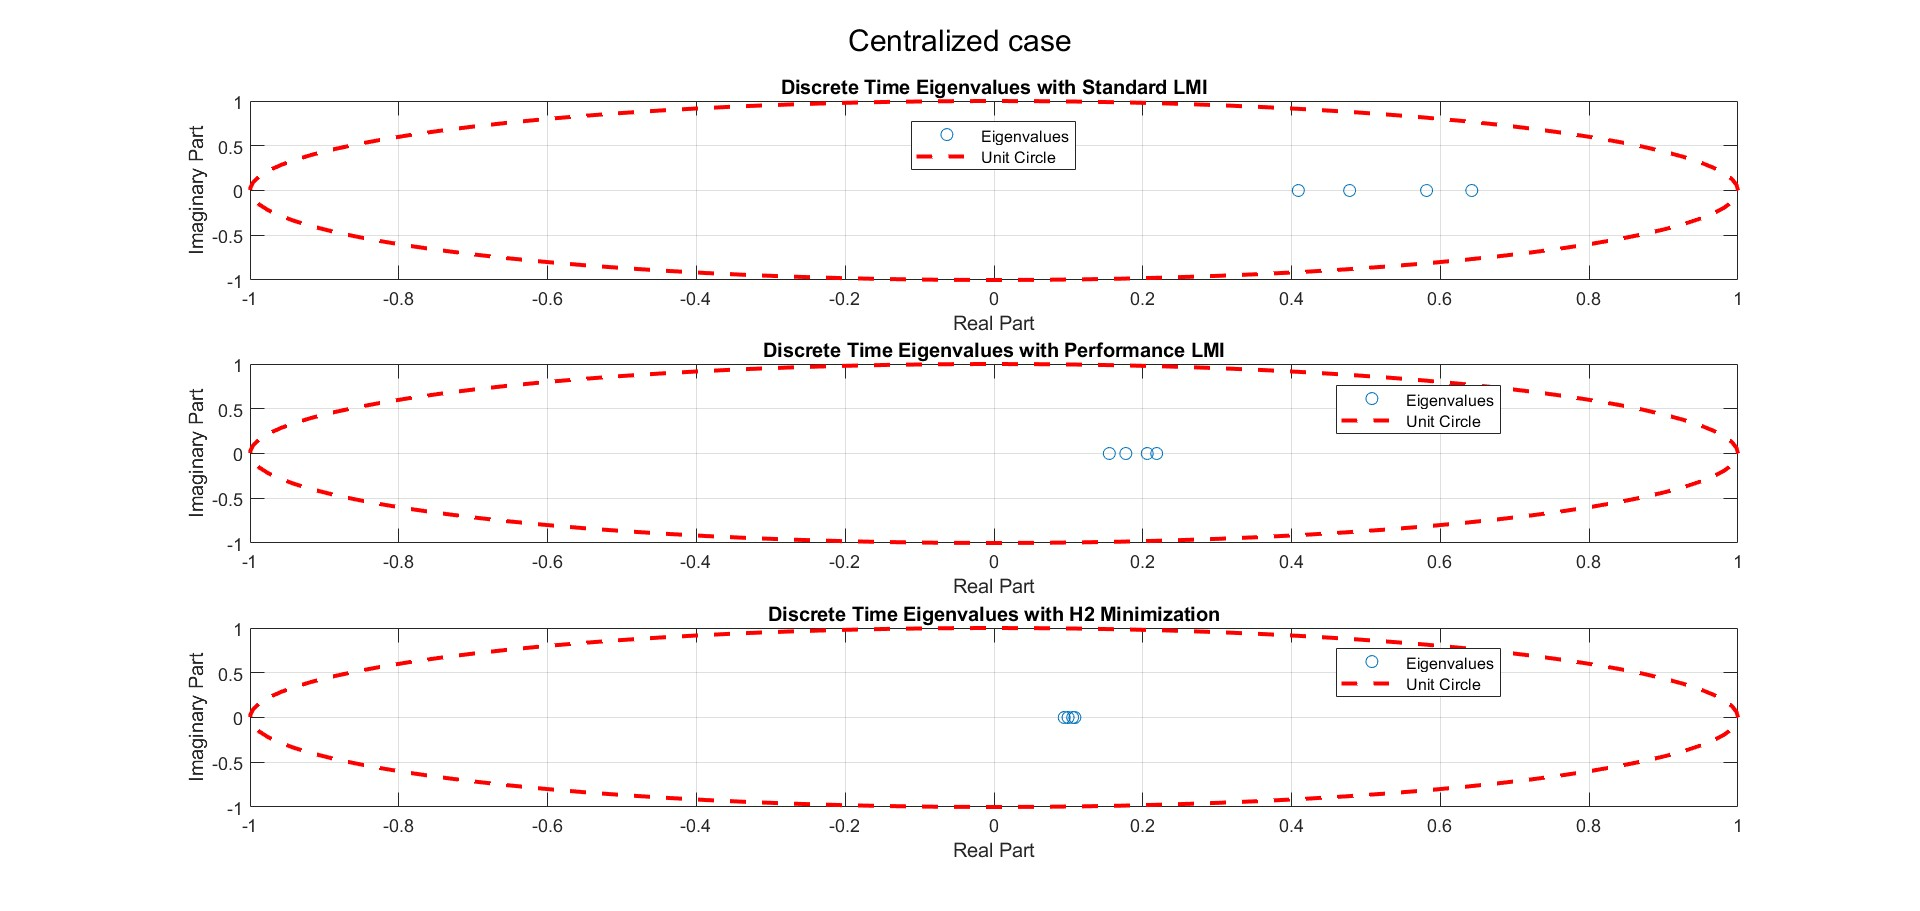 Centralized case
Discrete Time Eigenvalues with Standard LMI
1
0.5
0
-0.5
-1
Imaginary Part
Eigenvalues
Unit Circle
-1 -0.8 -0.6 -0.4 -0.2 0 0.2 0.4 0.6 0.8 1
Real Part
Discrete Time Eigenvalues with Performance LMI
1
0.5
0
-0.5
-1
Imaginary Part
Eigenvalues
Unit Circle
-1 -0.8 -0.6 -0.4 -0.2 0 0.2 0.4 0.6 0.8 1
Real Part
Discrete Time Eigenvalues with H2 Minimization
1
0.5
0
-0.5
-1
Imaginary Part
Eigenvalues
Unit Circle
-1 -0.8 -0.6 -0.4 -0.2 0 0.2 0.4 0.6 0.8 1
Real Part